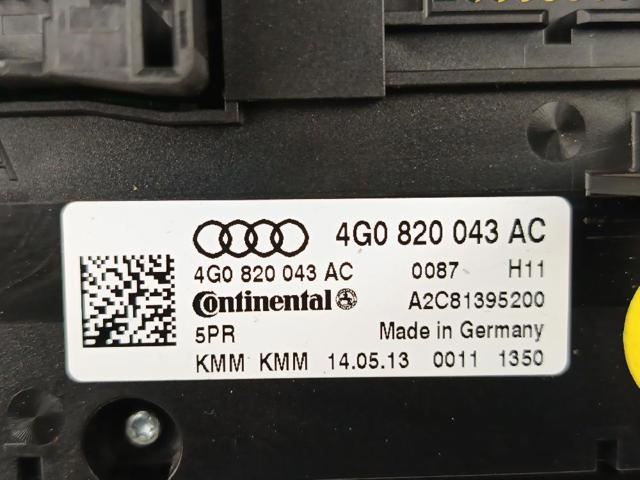 4G0 820 043 AC
4G0 820 043 AC 0087 H11
Continental A2C81395200
5PR Made in Germany
KMM KMM 14.05.13 0011 1350